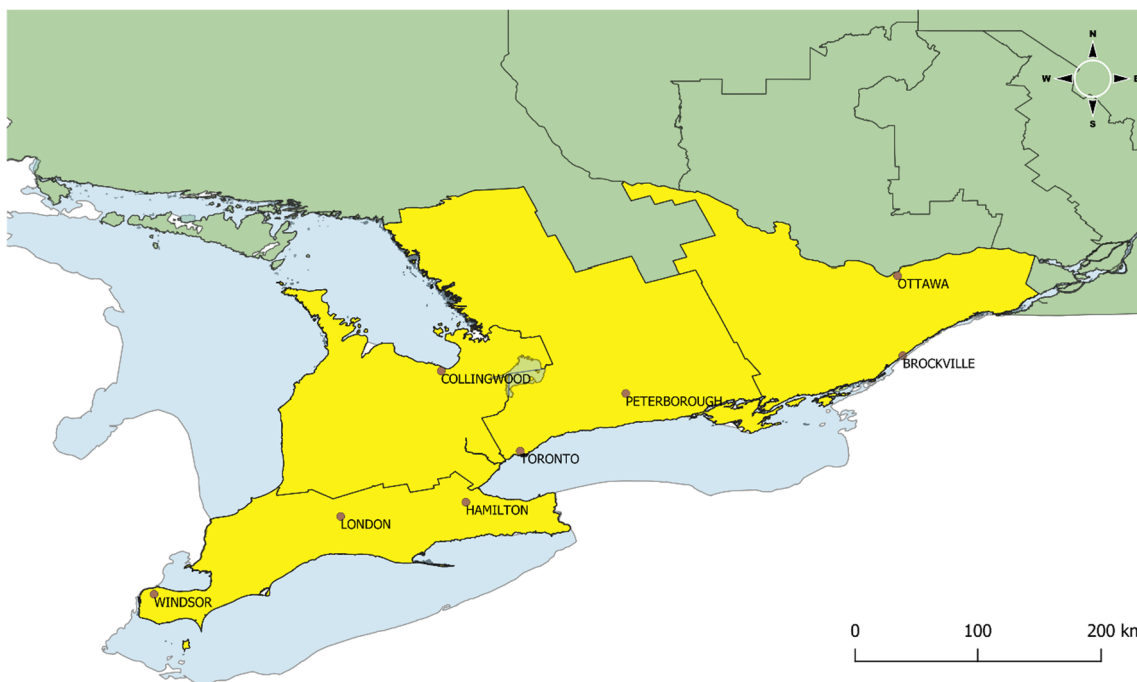 N
W E
S
OTTAWA
BROCKVILLE
COLLINGWOOD
PETERBOROUGH
TORONTO
HAMILTON
LONDON
WINDSOR
0 100 200 km